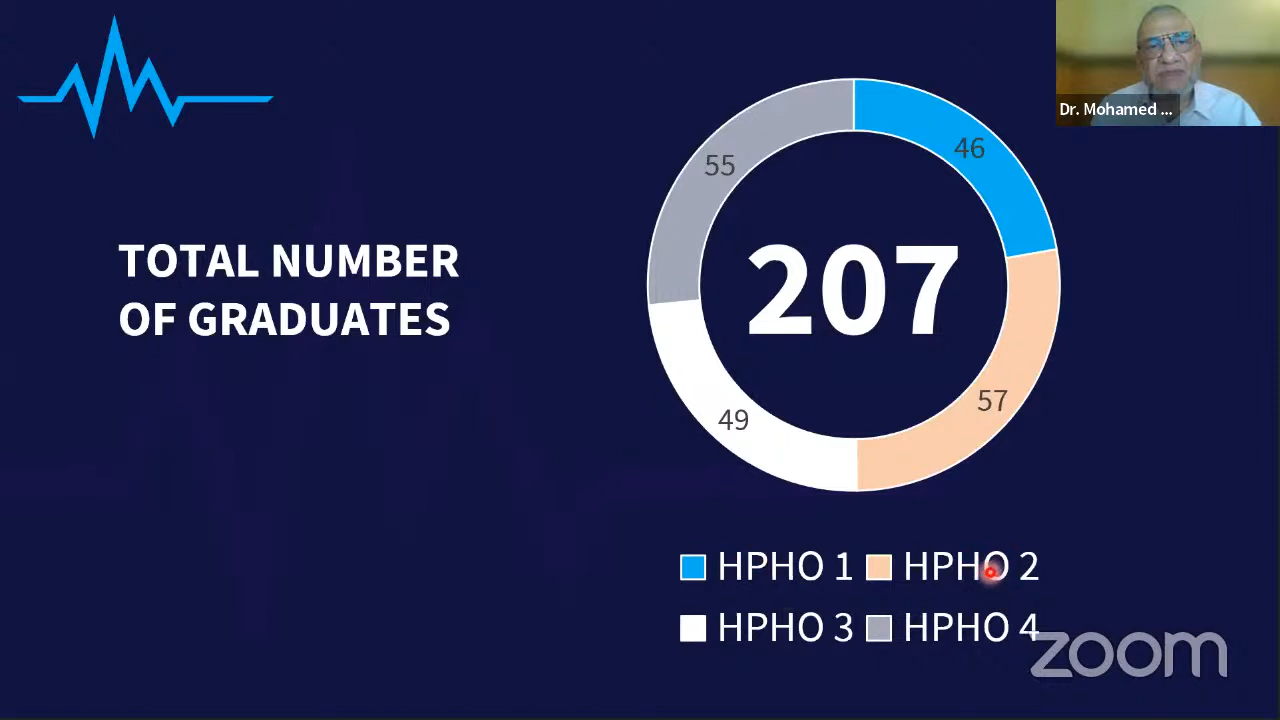 Dr. Mohamed ...
TOTAL NUMBER
OF GRADUATES
46
55
207
57
49
HPHO 1 HPHO 2
HPHO 3 HPHO 4
zoom